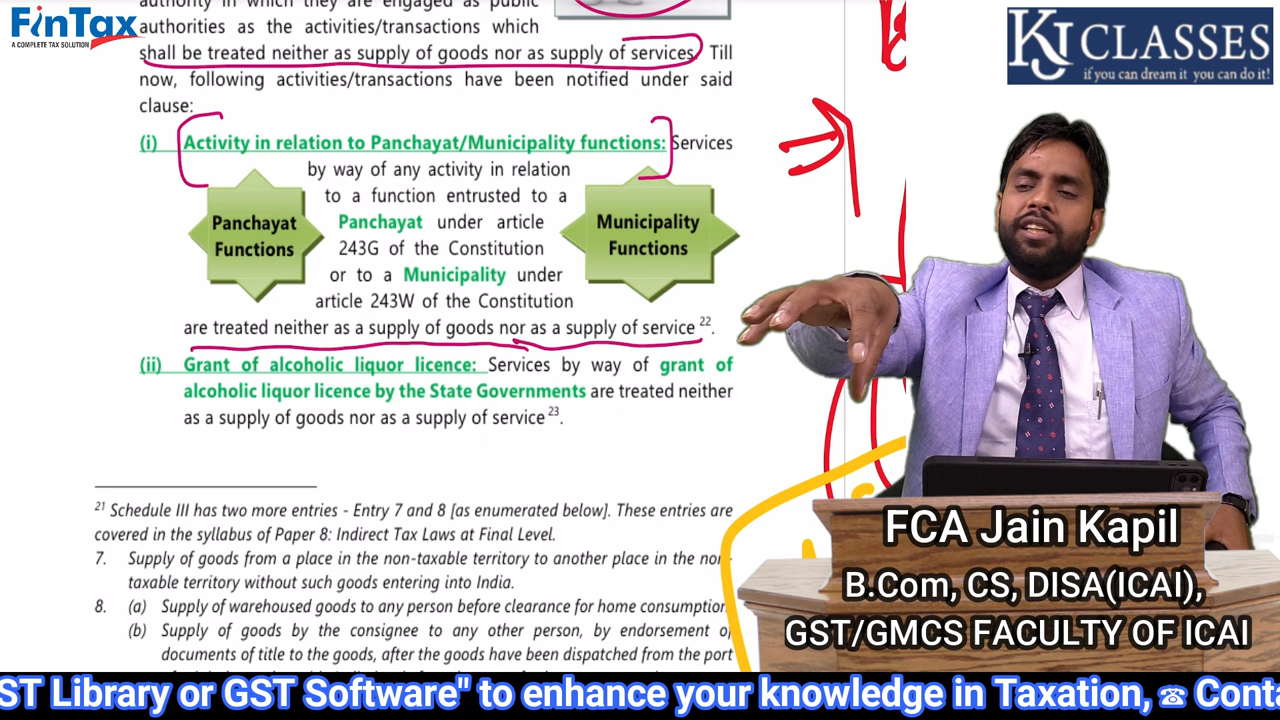 FinTax
A COMPLETE TAX SOLUTION
KJ CLASSES
if you can dream it you can do it!
authority in which they are engaged as public
authorities as the activities/transactions which
shall be treated neither as supply of goods nor as supply of services. Till
now, following activities/transactions have been notified under said
clause:
(i) Activity in relation to Panchayat/Municipality functions: Services
by way of any activity in relation
to a function entrusted to a
Panchayat under article
243G of the Constitution
or to a Municipality under
article 243W of the Constitution
are treated neither as a supply of goods nor as a supply of service 22.
Panchayat
Functions
Municipality
Functions
(ii) Grant of alcoholic liquor licence: Services by way of grant of
alcoholic liquor licence by the State Governments are treated neither
as a supply of goods nor as a supply of service 23.
21 Schedule III has two more entries - Entry 7 and 8 [as enumerated below]. These entries are
covered in the syllabus of Paper 8: Indirect Tax Laws at Final Level.
7. Supply of goods from a place in the non-taxable territory to another place in the non-
taxable territory without such goods entering into India.
8. (a) Supply of warehoused goods to any person before clearance for home consumption
(b) Supply of goods by the consignee to any other person, by endorsement of
documents of title to the goods, after the goods have been dispatched from the port
FCA Jain Kapil
B.Com, CS, DISA(ICAI),
GST/GMCS FACULTY OF ICAI
ST Library or GST Software" to enhance your knowledge in Taxation, ☎ Conta